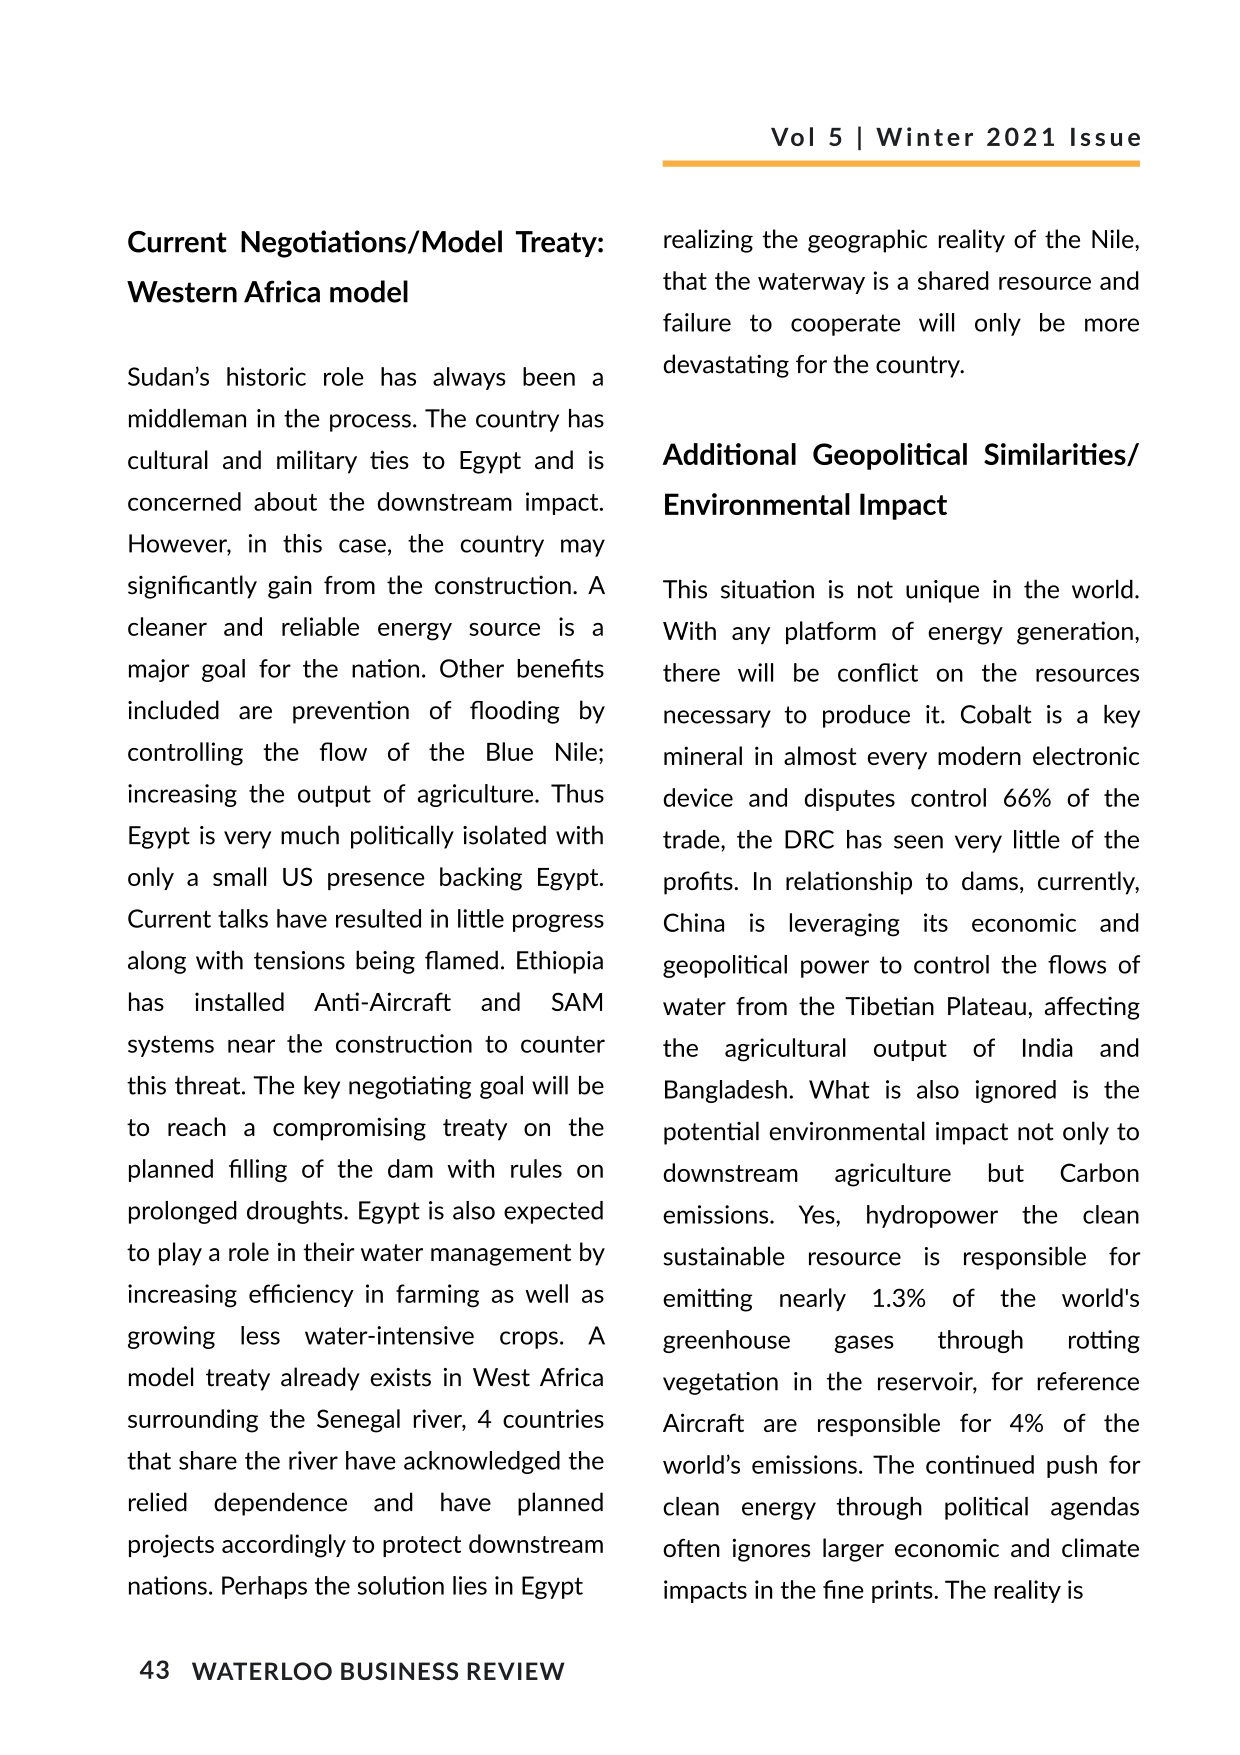 Vol 5 | Winter 2021 Issue
Current Negotiations/Model Treaty:
Western Africa model
Sudan’s historic role has always been a
middleman in the process. The country has
cultural and military ties to Egypt and is
concerned about the downstream impact.
However, in this case, the country may
significantly gain from the construction. A
cleaner and reliable energy source is a
major goal for the nation. Other benefits
included are prevention of flooding by
controlling the flow of the Blue Nile;
increasing the output of agriculture. Thus
Egypt is very much politically isolated with
only a small US presence backing Egypt.
Current talks have resulted in little progress
along with tensions being flamed. Ethiopia
has installed Anti-Aircraft and SAM
systems near the construction to counter
this threat. The key negotiating goal will be
to reach a compromising treaty on the
planned filling of the dam with rules on
prolonged droughts. Egypt is also expected
to play a role in their water management by
increasing efficiency in farming as well as
growing less water-intensive crops. A
model treaty already exists in West Africa
surrounding the Senegal river, 4 countries
that share the river have acknowledged the
relied dependence and have planned
projects accordingly to protect downstream
nations. Perhaps the solution lies in Egypt
realizing the geographic reality of the Nile,
that the waterway is a shared resource and
failure to cooperate will only be more
devastating for the country.
Additional Geopolitical Similarities/
Environmental Impact
This situation is not unique in the world.
With any platform of energy generation,
there will be conflict on the resources
necessary to produce it. Cobalt is a key
mineral in almost every modern electronic
device and disputes control 66% of the
trade, the DRC has seen very little of the
profits. In relationship to dams, currently,
China is leveraging its economic and
geopolitical power to control the flows of
water from the Tibetian Plateau, affecting
the agricultural output of India and
Bangladesh. What is also ignored is the
potential environmental impact not only to
downstream agriculture but Carbon
emissions. Yes, hydropower the clean
sustainable resource is responsible for
emitting nearly 1.3% of the world's
greenhouse gases through rotting
vegetation in the reservoir, for reference
Aircraft are responsible for 4% of the
world’s emissions. The continued push for
clean energy through political agendas
often ignores larger economic and climate
impacts in the fine prints. The reality is
43 WATERLOO BUSINESS REVIEW